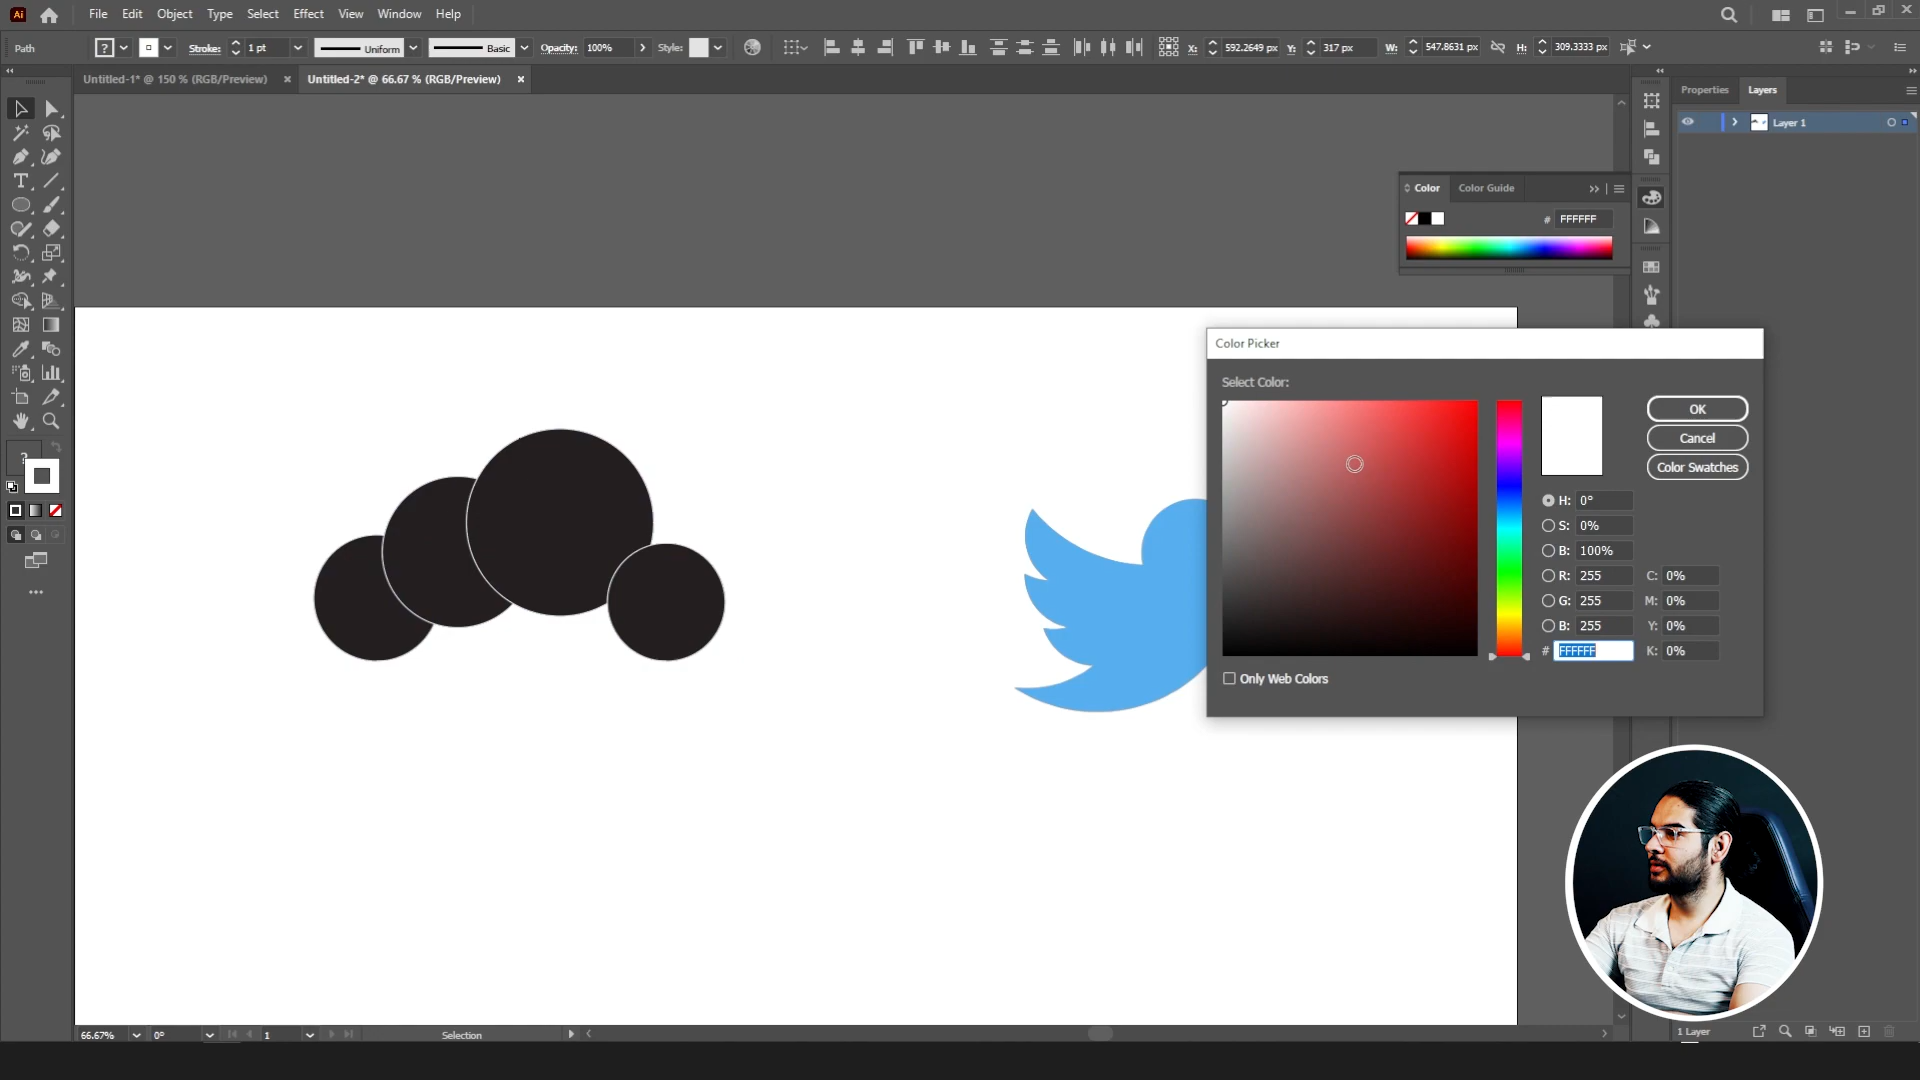 Ai File Edit Object Type Select Effect View Window Help
Path ? Stroke: 1 pt Uniform Basic Opacity: 100% Style: X: 592.2649 px Y: 317 px W: 547.8631 px H: 309.3333 px
Untitled-1* @ 150 % (RGB/Preview) × Untitled-2* @ 66.67 % (RGB/Preview) ×
Properties Layers
Layer 1
Color Color Guide
# FFFFFF
Color Picker
Select Color:
OK
Cancel
Color Swatches
H: 0°
S: 0%
B: 100%
R: 255 C: 0%
G: 255 M: 0%
B: 255 Y: 0%
# FFFFFF K: 0%
Only Web Colors
?
66.67% 0° 1 Selection
1 Layer